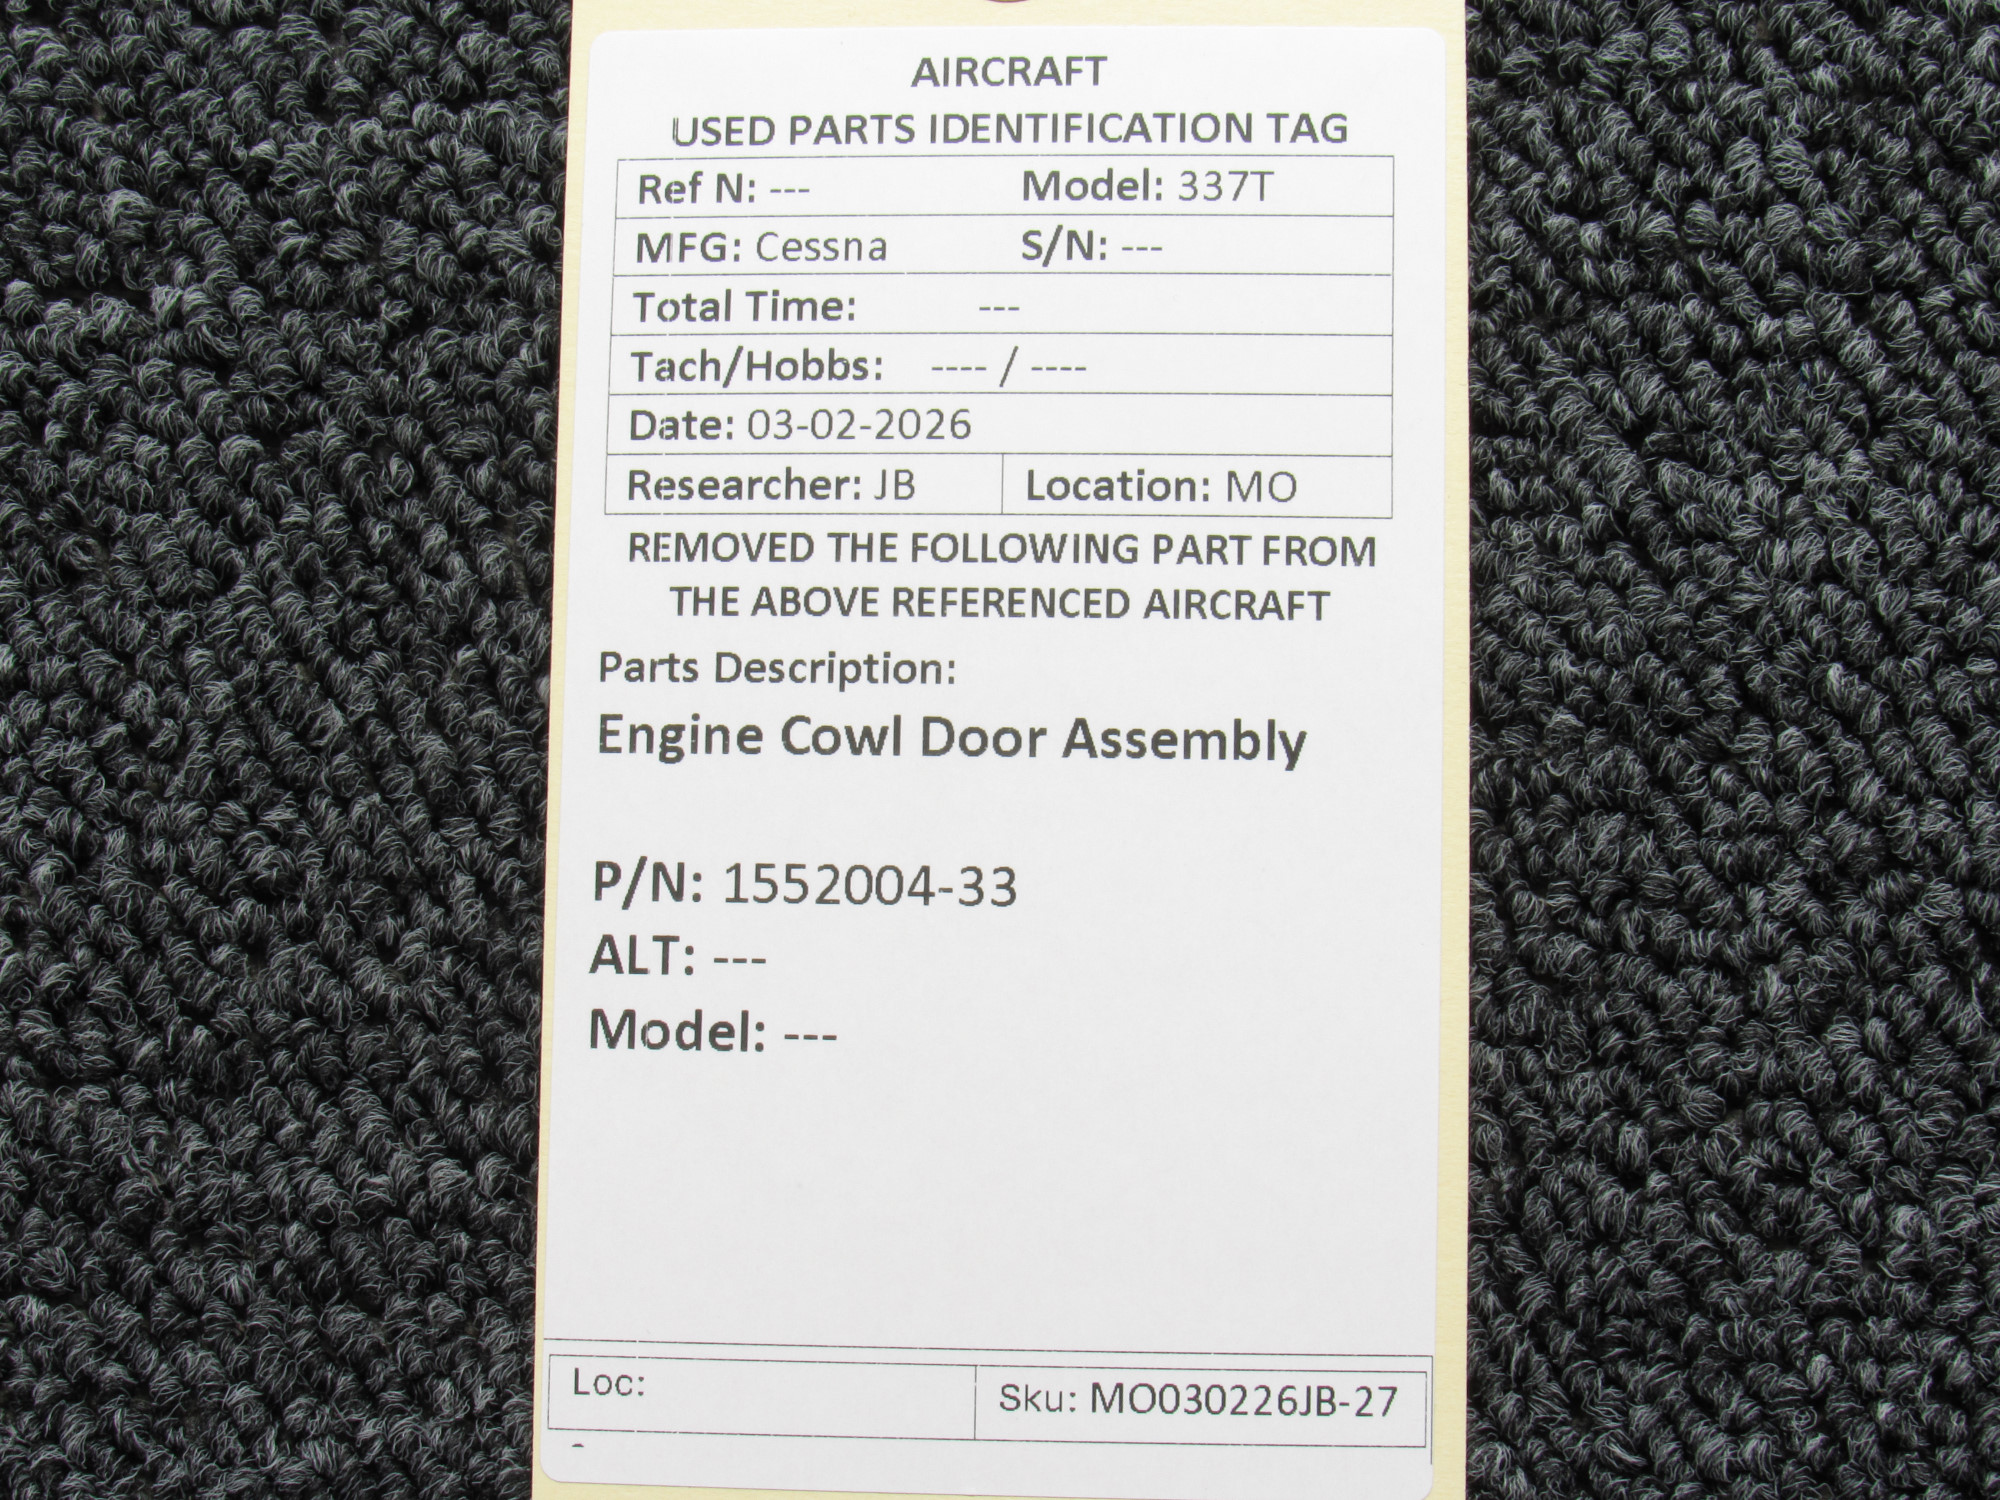 AIRCRAFT
USED PARTS IDENTIFICATION TAG
Ref N: --- Model: 337T
MFG: Cessna S/N: ---
Total Time: ---
Tach/Hobbs: ---- / ----
Date: 03-02-2026
Researcher: JB Location: MO
REMOVED THE FOLLOWING PART FROM
THE ABOVE REFERENCED AIRCRAFT
Parts Description:
Engine Cowl Door Assembly
P/N: 1552004-33
ALT: ---
Model: ---
Loc: Sku: MO030226JB-27